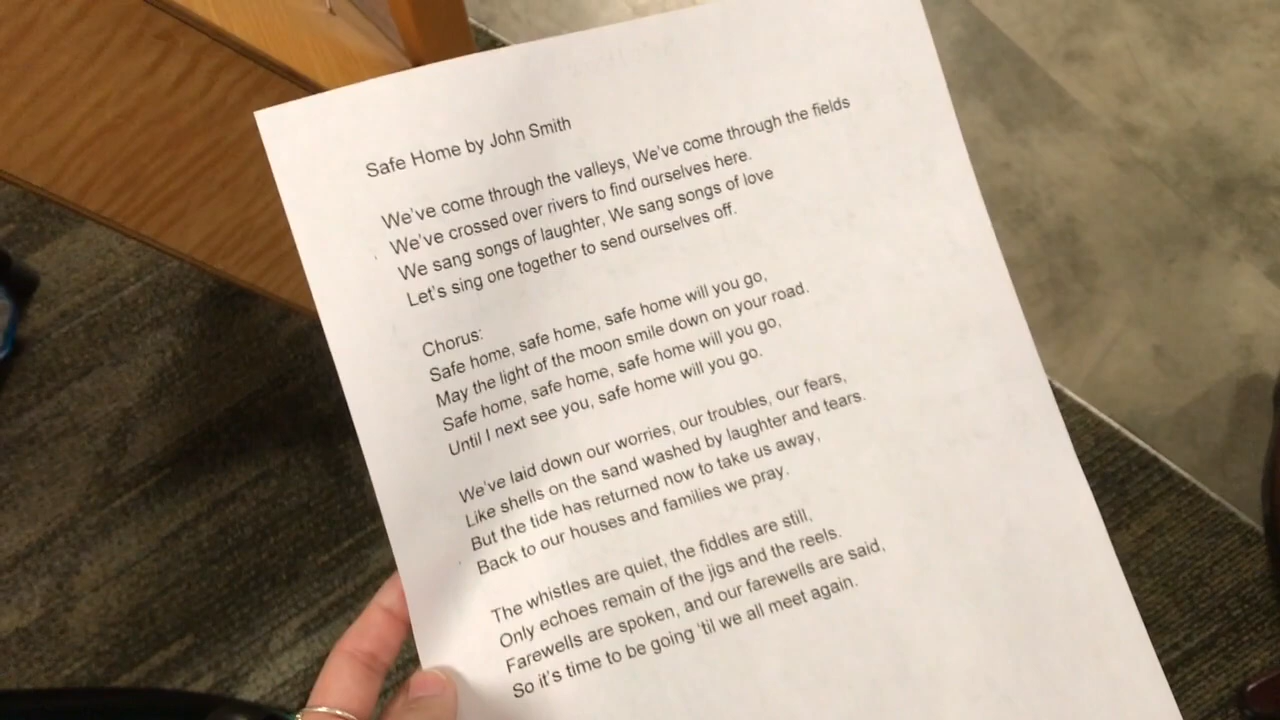 Safe Home by John Smith
We've come through the valleys, We've come through the fields
We've crossed over rivers to find ourselves here.
We sang songs of laughter, We sang songs of love
Let's sing one together to send ourselves off.
Chorus:
Safe home, safe home, safe home will you go,
May the light of the moon smile down on your road.
Safe home, safe home, safe home will you go,
Until I next see you, safe home will you go.
We've laid down our worries, our troubles, our fears,
Like shells on the sand washed by laughter and tears.
But the tide has returned now to take us away,
Back to our houses and families we pray.
The whistles are quiet, the fiddles are still,
Only echoes remain of the jigs and the reels.
Farewells are spoken, and our farewells are said,
So it's time to be going 'til we all meet again.